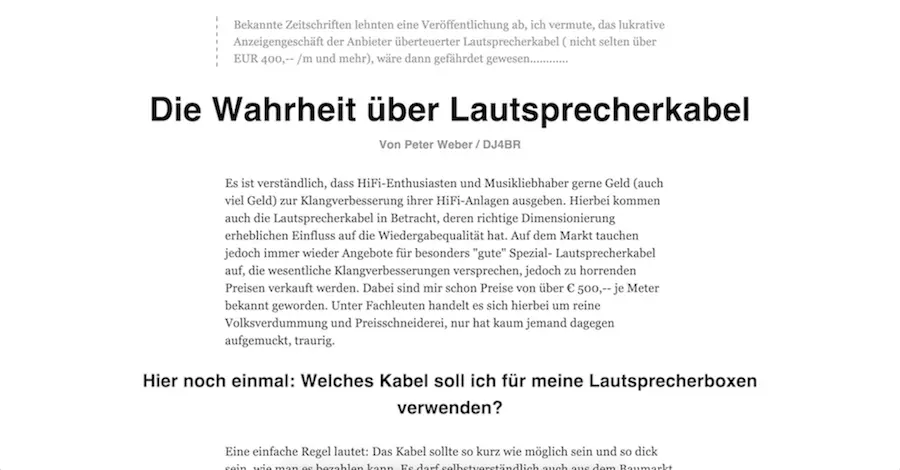 Bekannte Zeitschriften lehnten eine Veröffentlichung ab, ich vermute, das lukrative
Anzeigengeschäft der Anbieter überteuerter Lautsprecherkabel ( nicht selten über
EUR 400,-- /m und mehr), wäre dann gefährdet gewesen............
Die Wahrheit über Lautsprecherkabel
Von Peter Weber / DJ4BR
Es ist verständlich, dass HiFi-Enthusiasten und Musikliebhaber gerne Geld (auch
viel Geld) zur Klangverbesserung ihrer HiFi-Anlagen ausgeben. Hierbei kommen
auch die Lautsprecherkabel in Betracht, deren richtige Dimensionierung
erheblichen Einfluss auf die Wiedergabequalität hat. Auf dem Markt tauchen
jedoch immer wieder Angebote für besonders "gute" Spezial- Lautsprecherkabel
auf, die wesentliche Klangverbesserungen versprechen, jedoch zu horrenden
Preisen verkauft werden. Dabei sind mir schon Preise von über € 500,-- je Meter
bekannt geworden. Unter Fachleuten handelt es sich hierbei um reine
Volksverdummung und Preisschneiderei, nur hat kaum jemand dagegen
aufgemuckt, traurig.
Hier noch einmal: Welches Kabel soll ich für meine Lautsprecherboxen
verwenden?
Eine einfache Regel lautet: Das Kabel sollte so kurz wie möglich sein und so dick
sein, wie man es bezahlen kann. Es darf selbstverständlich auch aus dem Baumarkt